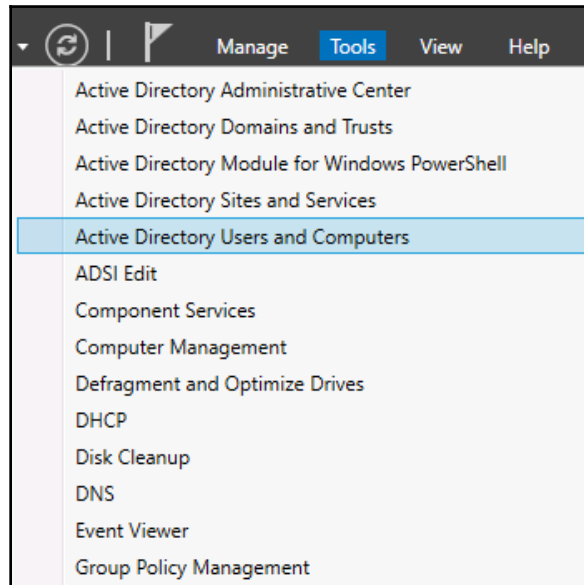 Manage Tools View Help
Active Directory Administrative Center
Active Directory Domains and Trusts
Active Directory Module for Windows PowerShell
Active Directory Sites and Services
Active Directory Users and Computers
ADSI Edit
Component Services
Computer Management
Defragment and Optimize Drives
DHCP
Disk Cleanup
DNS
Event Viewer
Group Policy Management